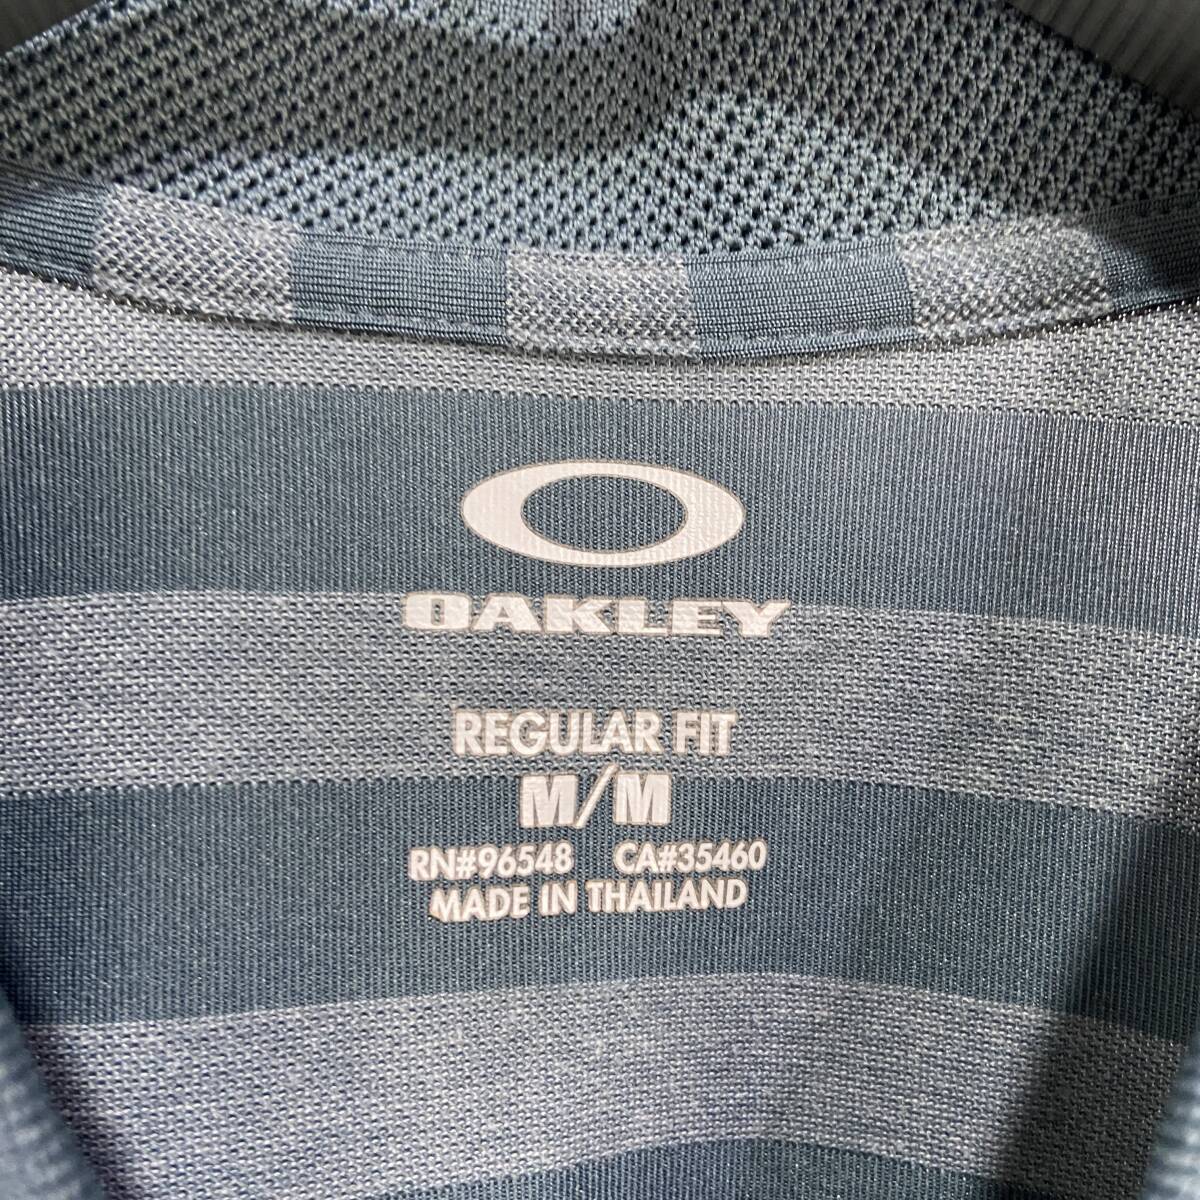 OAKLEY
REGULAR FIT
M/M
RN#96548 CA#35460
MADE IN THAILAND